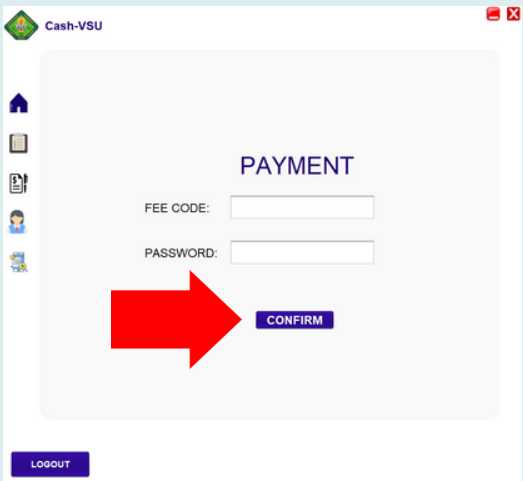 Cash-VSU
PAYMENT
FEE CODE:
PASSWORD:
CONFIRM
LOGOUT